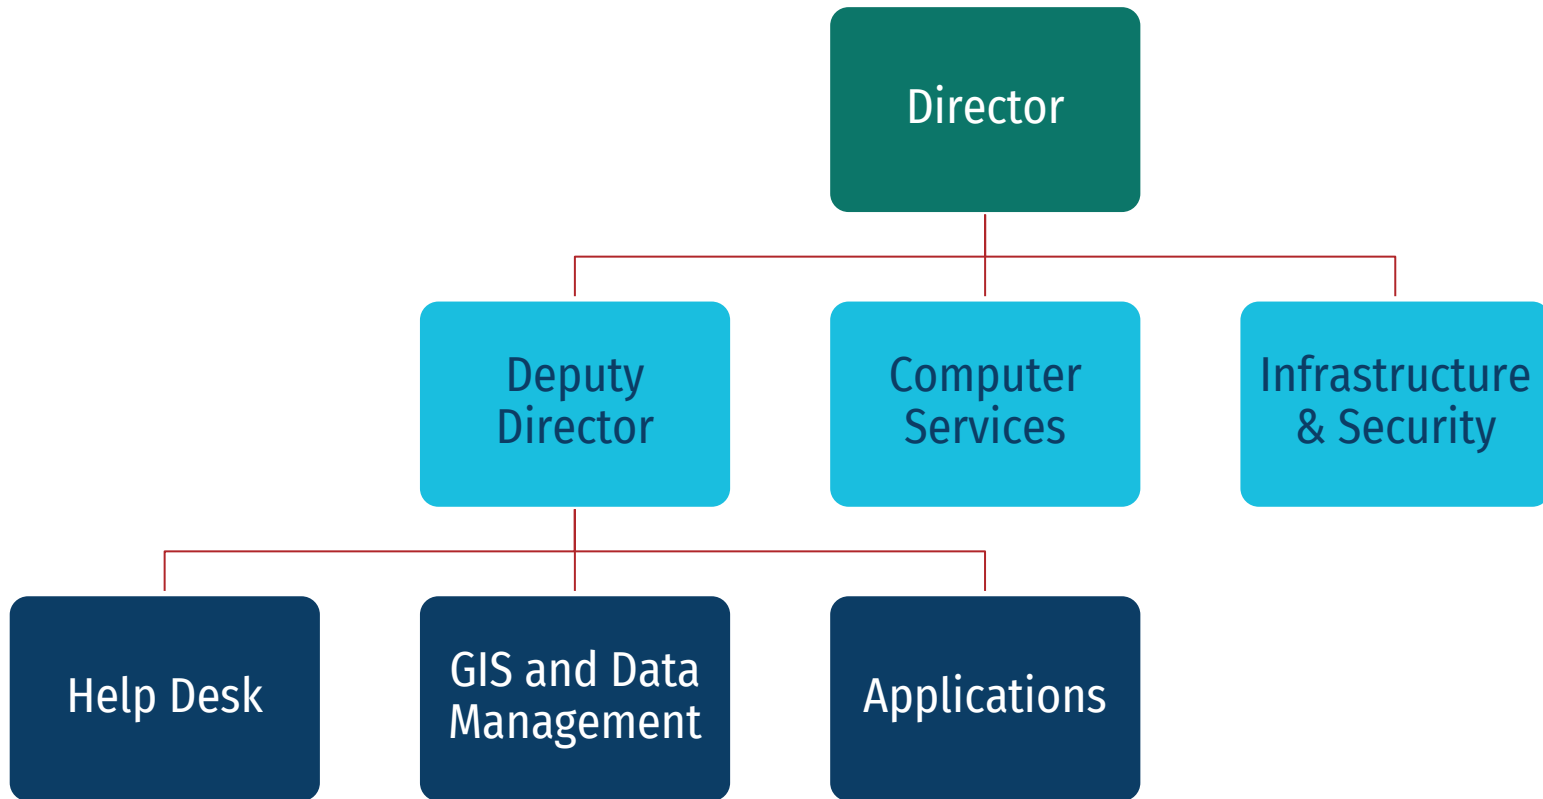 Director
Deputy
Director
Computer
Services
Infrastructure
& Security
Help Desk
GIS and Data
Management
Applications